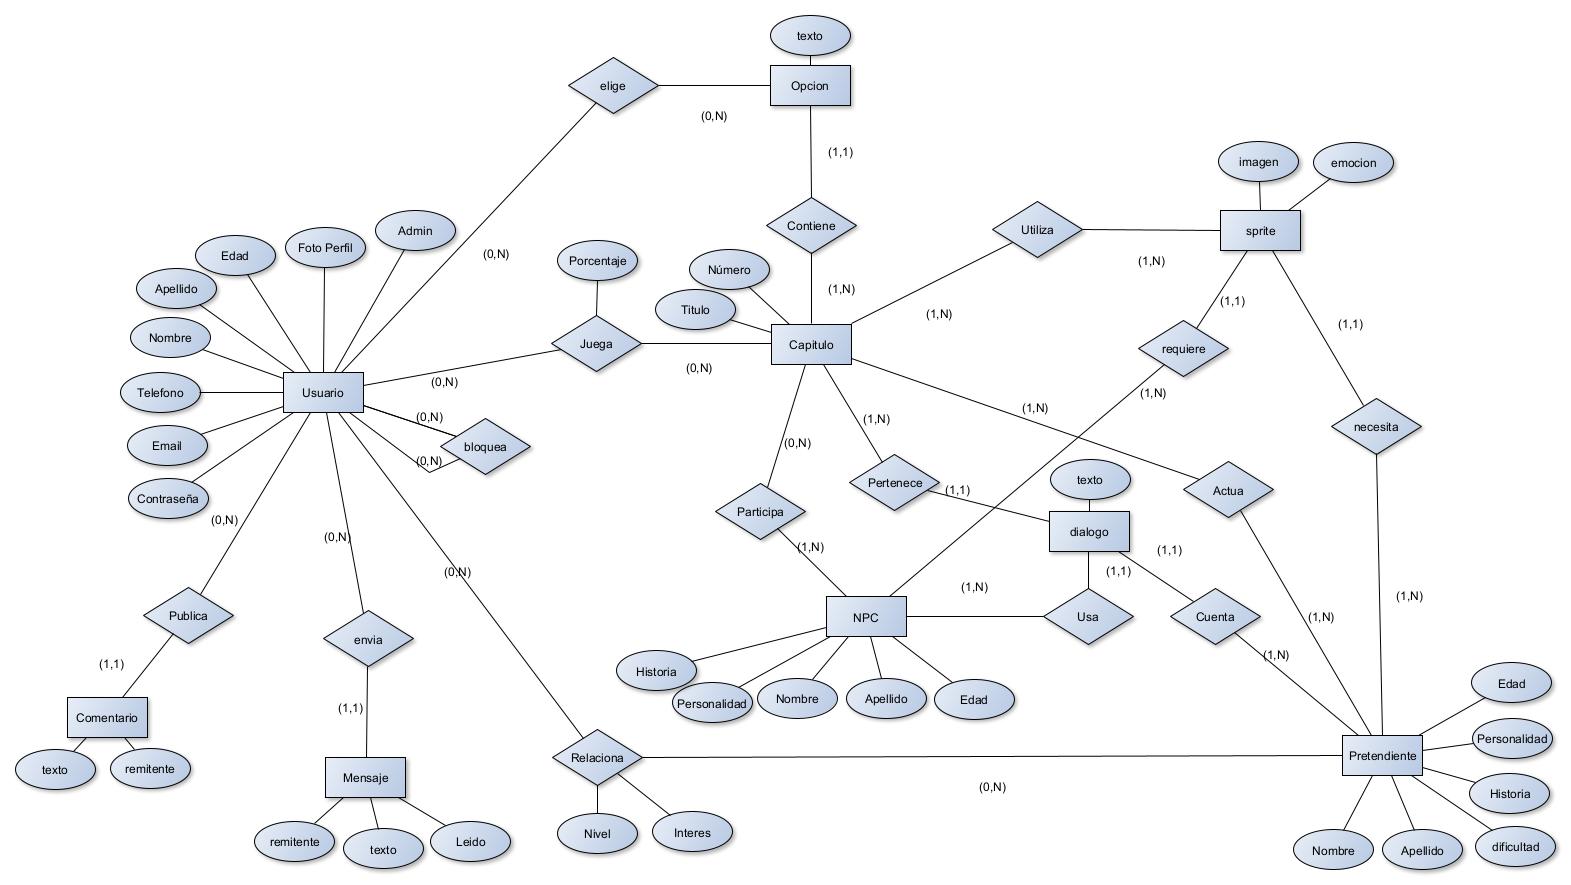 texto
elige
Opcion
(0,N)
(1,1)
imagen
emocion
Contiene
Utiliza
sprite
Admin
Foto Perfil
Edad
(0,N)
Porcentaje
Número
(1,N)
Apellido
(1,N)
(1,1)
Titulo
(1,N)
(1,1)
Nombre
Juega
Capitulo
requiere
(0,N)
(0,N)
Telefono
Usuario
(1,N)
(0,N)
(1,N)
(1,N)
necesita
Email
bloquea
(0,N)
(0,N)
Contraseña
Pertenece
(1,1)
texto
Actua
Participa
(0,N)
(0,N)
(1,N)
dialogo
(1,1)
(0,N)
(1,1)
(1,N)
(1,N)
Publica
NPC
Usa
Cuenta
(1,N)
envia
(1,N)
(1,1)
Historia
Personalidad
Nombre
Apellido
Edad
Edad
(1,1)
Comentario
Personalidad
Relaciona
Pretendiente
texto
remitente
Mensaje
(0,N)
Historia
remitente
texto
Leido
Nivel
Interes
Nombre
Apellido
dificultad